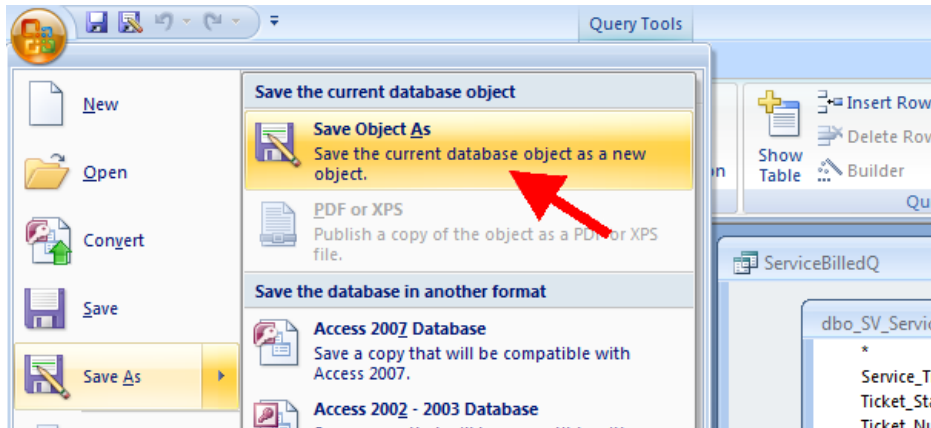 Query Tools
New
Open
Convert
Save
Save As
Save the current database object
Save Object As
Save the current database object as a new
object.
PDF or XPS
Publish a copy of the object as a PDF or XPS
file.
Save the database in another format
Access 2007 Database
Save a copy that will be compatible with
Access 2007.
Access 2002 - 2003 Database
Show
Table
Insert Row
Delete Row
Builder
ServiceBilledQ
*